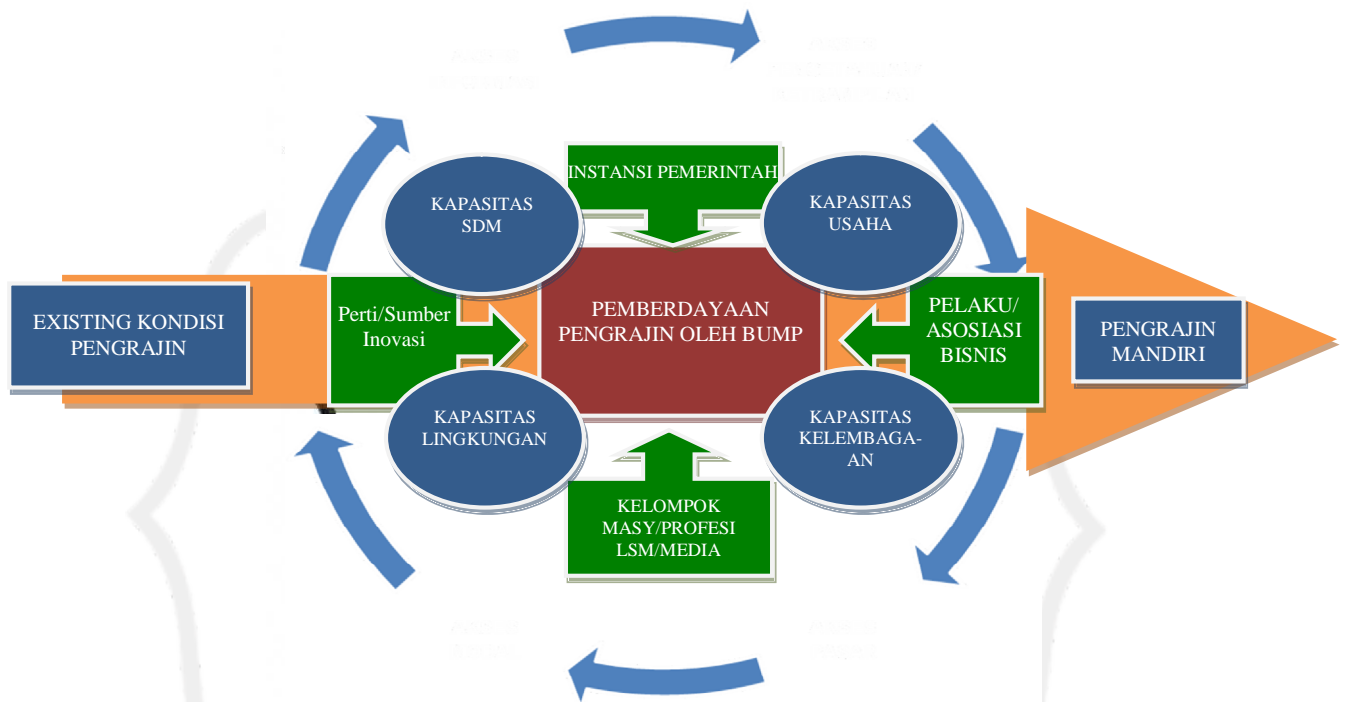 INSTANSI PEMERINTAH
KAPASITAS
SDM
KAPASITAS
USAHA
EXISTING KONDISI
PENGRAJIN
Perti/Sumber
Inovasi
PEMBERDAYAAN
PENGRAJIN OLEH BUMP
PELAKU/
ASOSIASI
BISNIS
PENGRAJIN
MANDIRI
KAPASITAS
LINGKUNGAN
KAPASITAS
KELEMBAGA-
AN
KELOMPOK
MASY/PROFESI
LSM/MEDIA